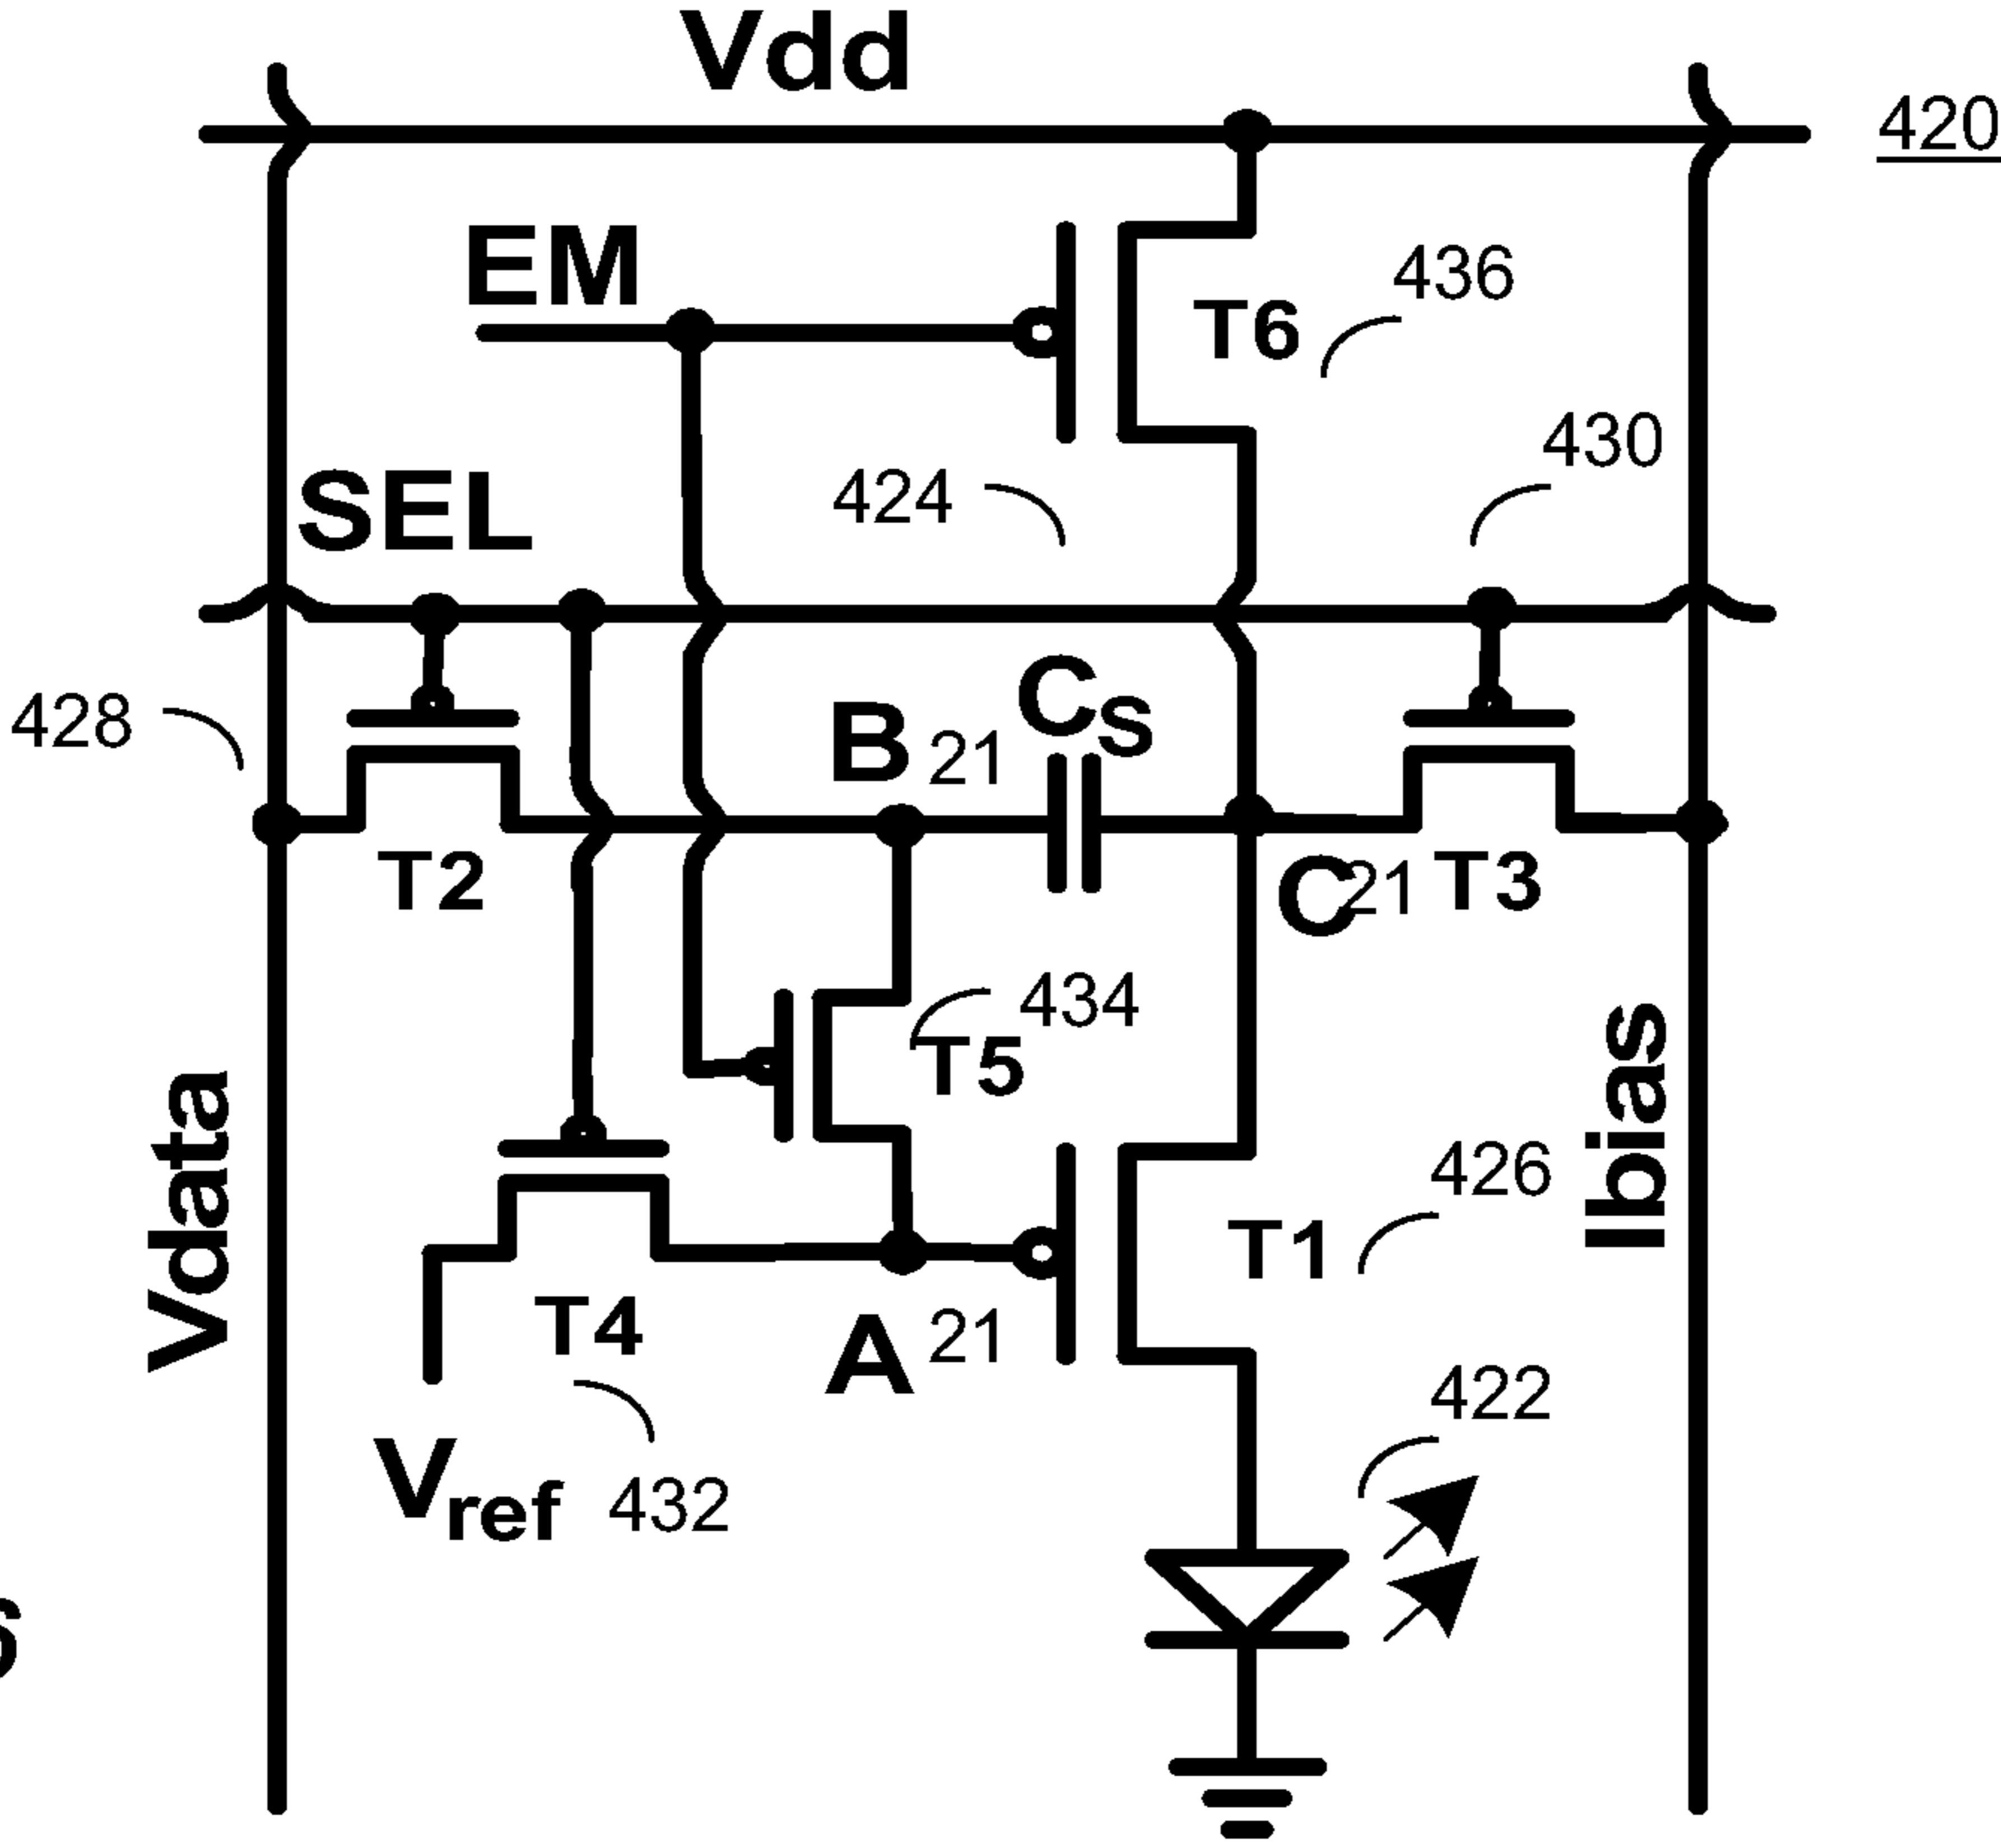 Vdd
420
EM
436
T6
430
SEL
424
CS
428
B 21
T2
C21 T3
434
T5
Vdata
Ibias
426
T1
T4
A 21
422
Vref 432
S